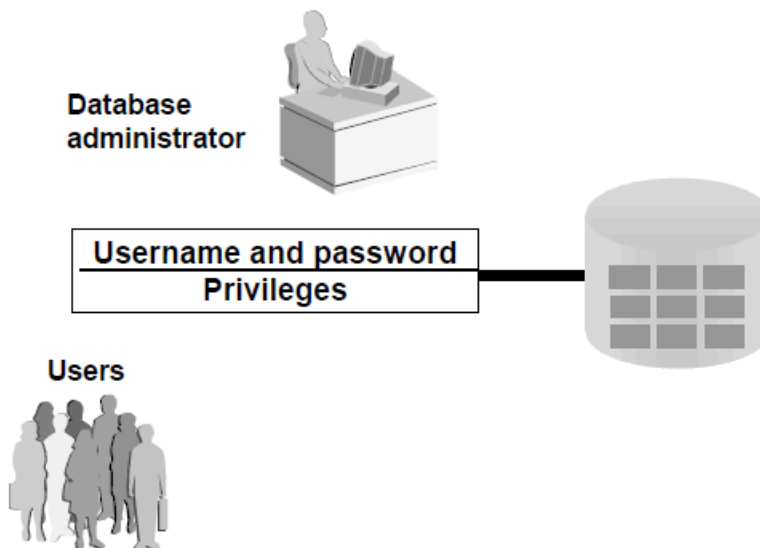 Database
administrator
Username and password
Privileges
Users